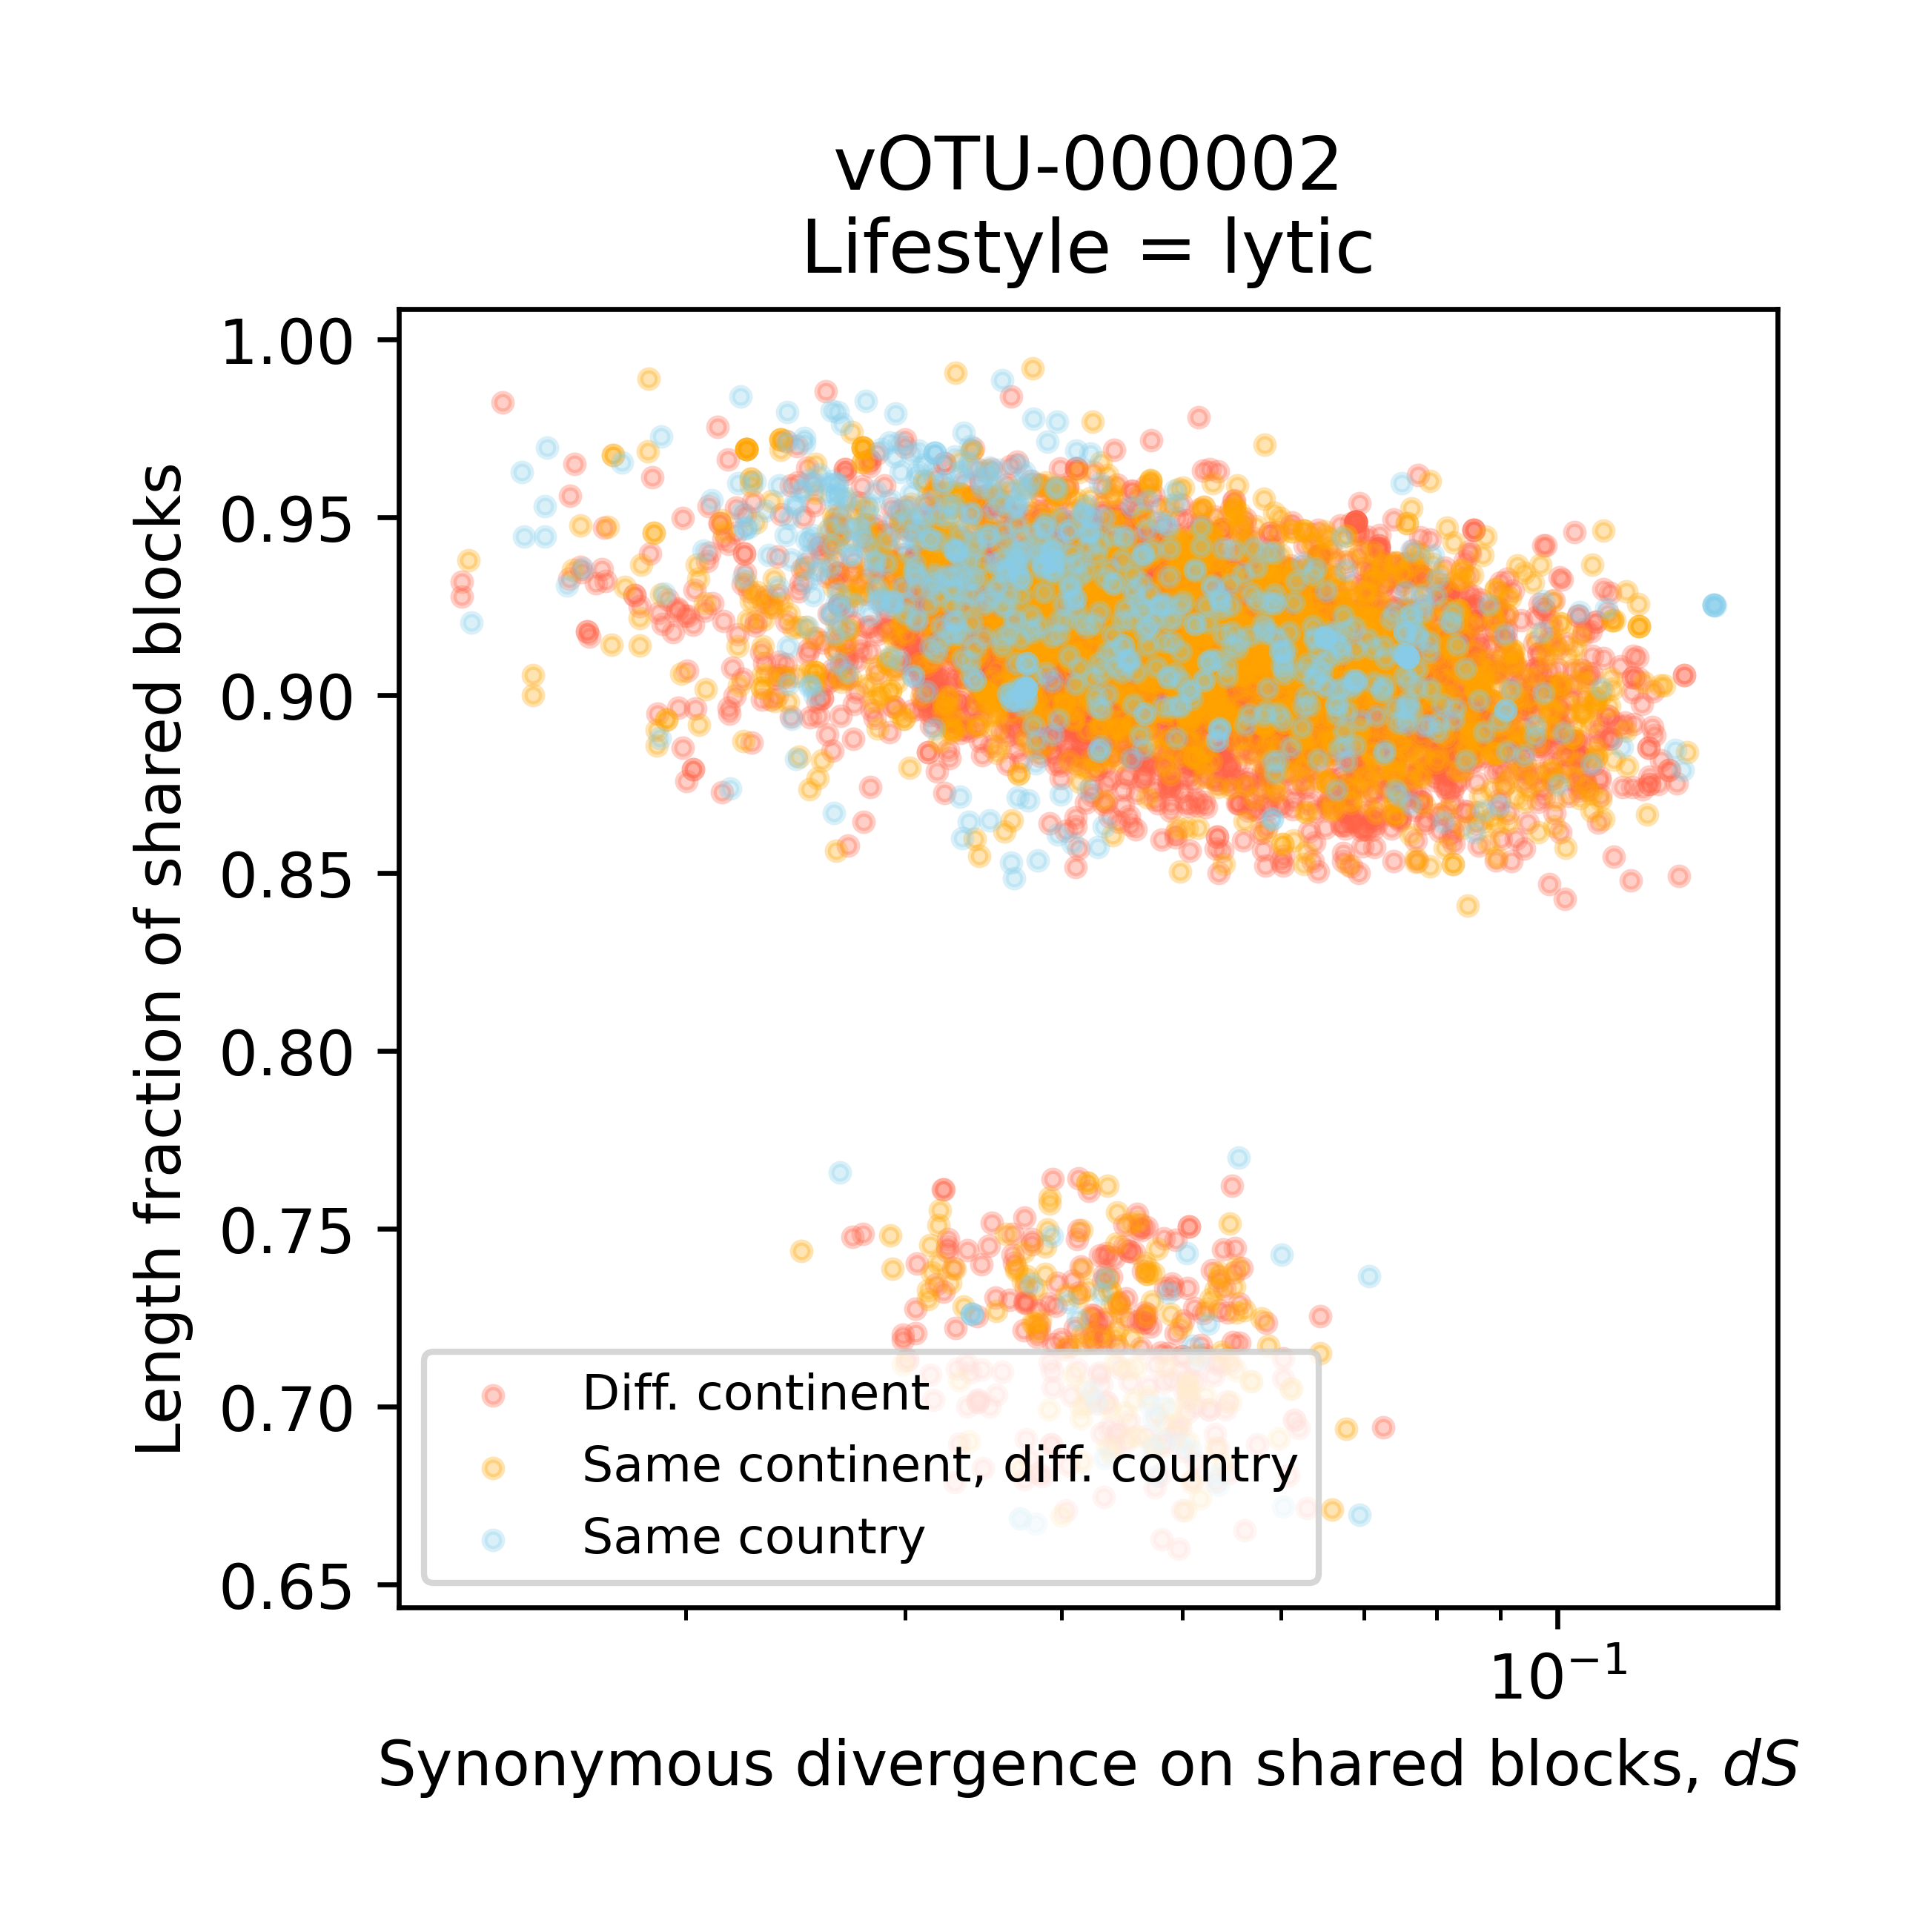 vOTU-000002
Lifestyle = lytic
Length fraction of shared blocks
1.00
0.95
0.90
0.85
0.80
0.75
0.70
0.65
Diff. continent
Same continent, diff. country
Same country
10⁻¹
Synonymous divergence on shared blocks, dS